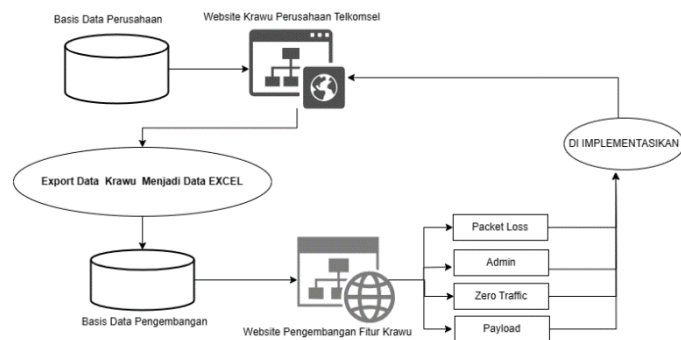 Basis Data Perusahaan
Website Krawu Perusahaan Telkomsel
DI IMPLEMENTASIKAN
Export Data Krawu Menjadi Data EXCEL
Packet Loss
Admin
Zero Traffic
Payload
Basis Data Pengembangan
Website Pengembangan Fitur Krawu